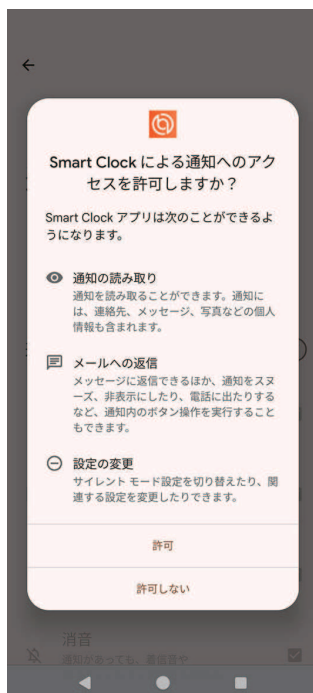 Smart Clock による通知へのアク
セスを許可しますか？
Smart Clock アプリは次のことができるよ
うになります。
通知の読み取り
通知を読み取ることができます。通知に
は、連絡先、メッセージ、写真などの個人
情報も含まれます。
メールへの返信
メッセージに返信できるほか、通知をスヌ
ーズ、非表示にしたり、電話に出たりする
など、通知内のボタン操作を実行すること
もできます。
設定の変更
サイレント モード設定を切り替えたり、関
連する設定を変更したりできます。
許可
許可しない
消音
通知があっても、着信音や